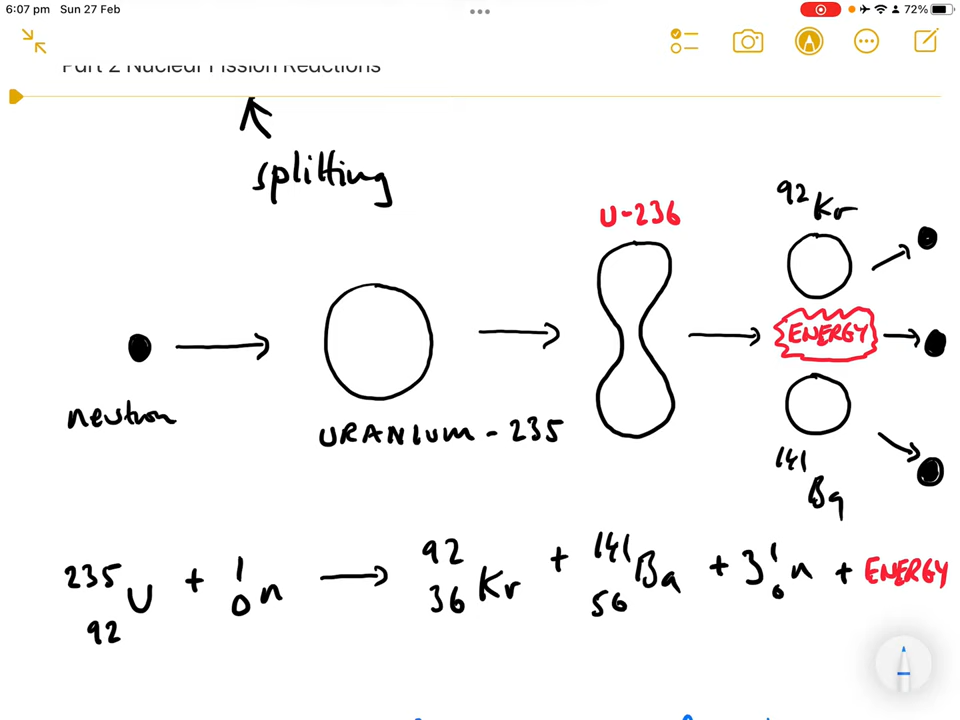 6:07 pm Sun 27 Feb
72%
Part 2 Nuclear Fission Reactions
splitting
U-236
92 Kr
ENERGY
neutron
URANIUM - 235
141 Ba
235 92 U + 1 0 n → 92 36 Kr + 141 56 Ba + 3 1 0 n + ENERGY